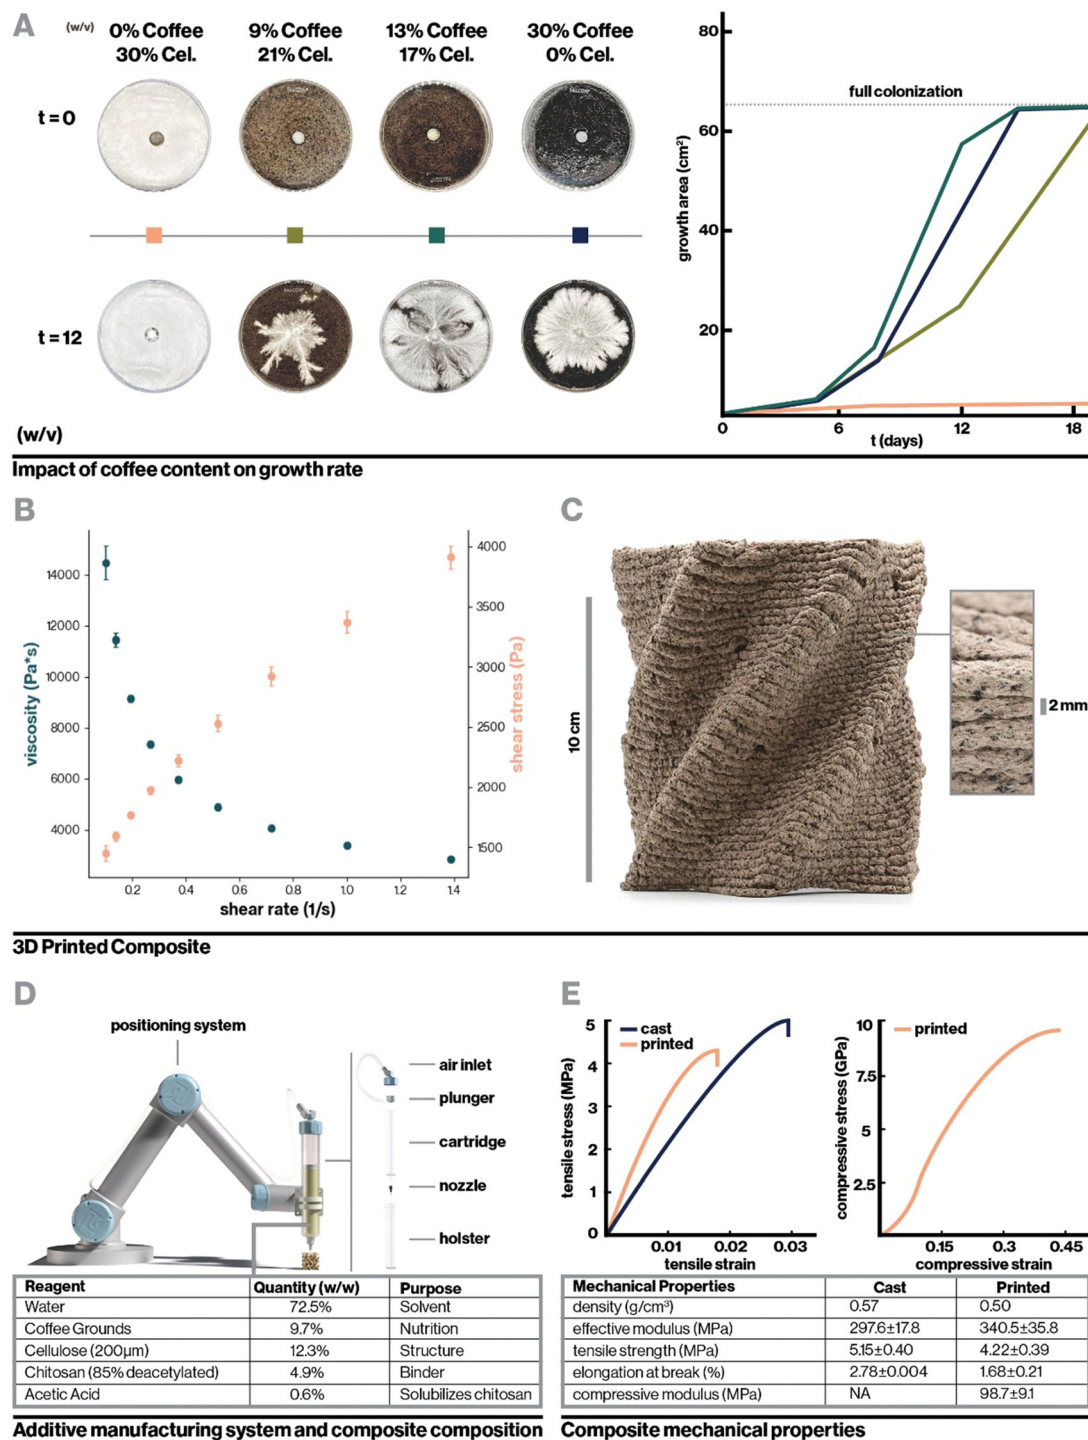 A
(w/v)
0% Coffee
30% Cel.
9% Coffee
21% Cel.
13% Coffee
17% Cel.
30% Coffee
0% Cel.
t = 0
t = 12
(w/v)
80
60
40
20
growth area (cm²)
full colonization
0
6
12
18
t (days)
Impact of coffee content on growth rate
B
14000
12000
10000
8000
6000
4000
viscosity (Pa*s)
4000
3500
3000
2500
2000
1500
shear stress (Pa)
0.2
0.4
0.6
0.8
1.0
1.2
1.4
shear rate (1/s)
C
10 cm
2 mm
3D Printed Composite
D
positioning system
air inlet
plunger
cartridge
nozzle
holster
Reagent Quantity (w/w) Purpose
Water 72.5% Solvent
Coffee Grounds 9.7% Nutrition
Cellulose (200μm) 12.3% Structure
Chitosan (85% deacetylated) 4.9% Binder
Acetic Acid 0.6% Solubilizes chitosan
Additive manufacturing system and composite composition
E
5
4
3
2
1
0
tensile stress (MPa)
cast
printed
0.01
0.02
0.03
tensile strain
10
7.5
5
2.5
compressive stress (GPa)
printed
0.15
0.3
0.45
compressive strain
Mechanical Properties Cast Printed
density (g/cm³) 0.57 0.50
effective modulus (MPa) 297.6±17.8 340.5±35.8
tensile strength (MPa) 5.15±0.40 4.22±0.39
elongation at break (%) 2.78±0.004 1.68±0.21
compressive modulus (MPa) NA 98.7±9.1
Composite mechanical properties